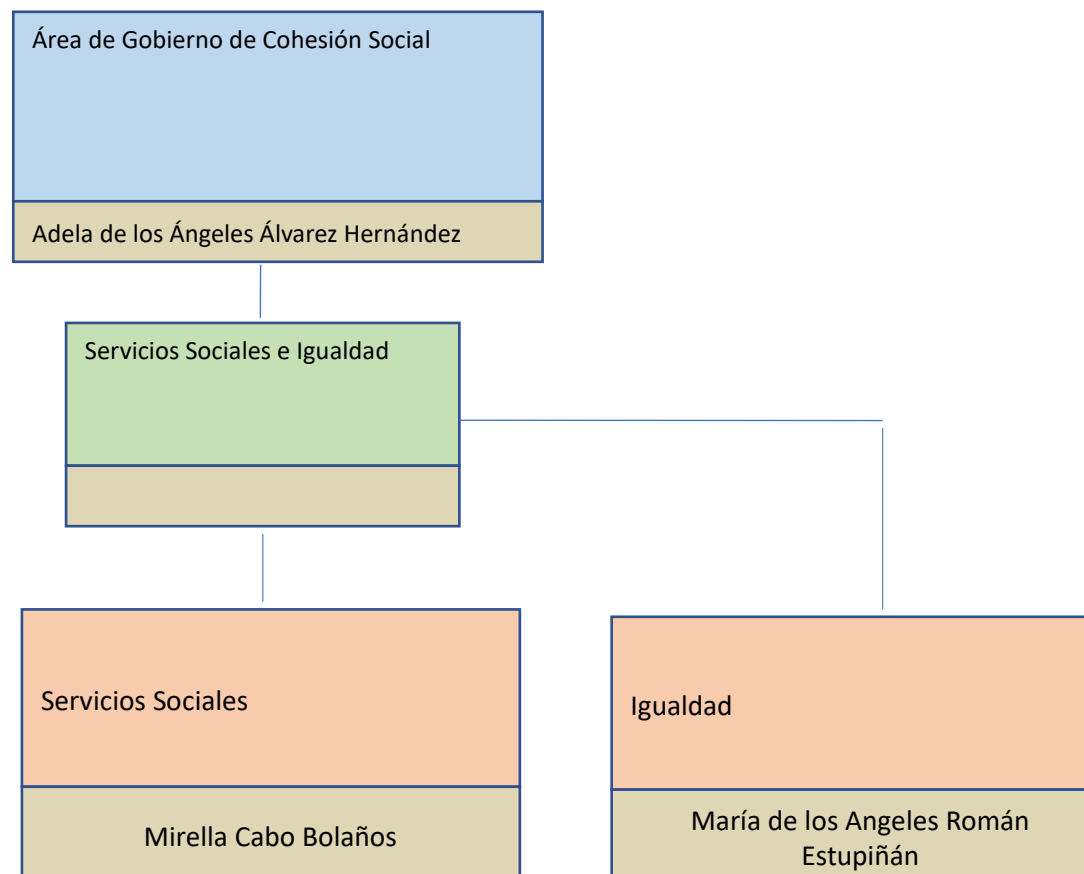 Área de Gobierno de Cohesión Social
Adela de los Ángeles Álvarez Hernández
Servicios Sociales e Igualdad
Servicios Sociales
Igualdad
Mirella Cabo Bolaños
María de los Angeles Román
Estupiñán